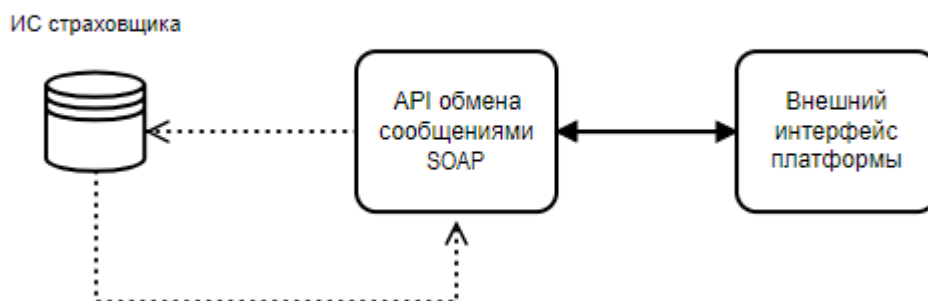 ИС страховщика
API обмена
сообщениями
SOAP
Внешний
интерфейс
платформы